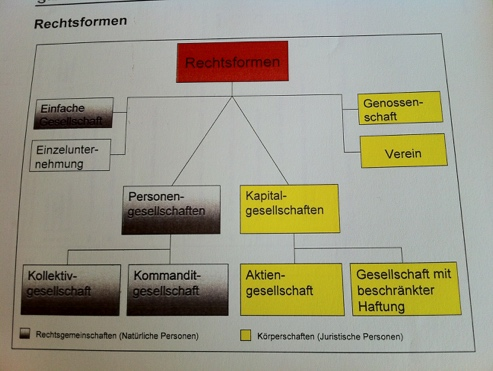 Rechtsformen
Rechtsformen
Einfache
Gesellschaft
Einzelunter-
nehmung
Genossen-
schaft
Verein
Personen-
gesellschaften
Kapital-
gesellschaften
Kollektiv-
gesellschaft
Kommandit-
gesellschaft
Aktien-
gesellschaft
Gesellschaft mit
beschränkter
Haftung
Rechtsgemeinschaften (Natürliche Personen)
Körperschaften (Juristische Personen)